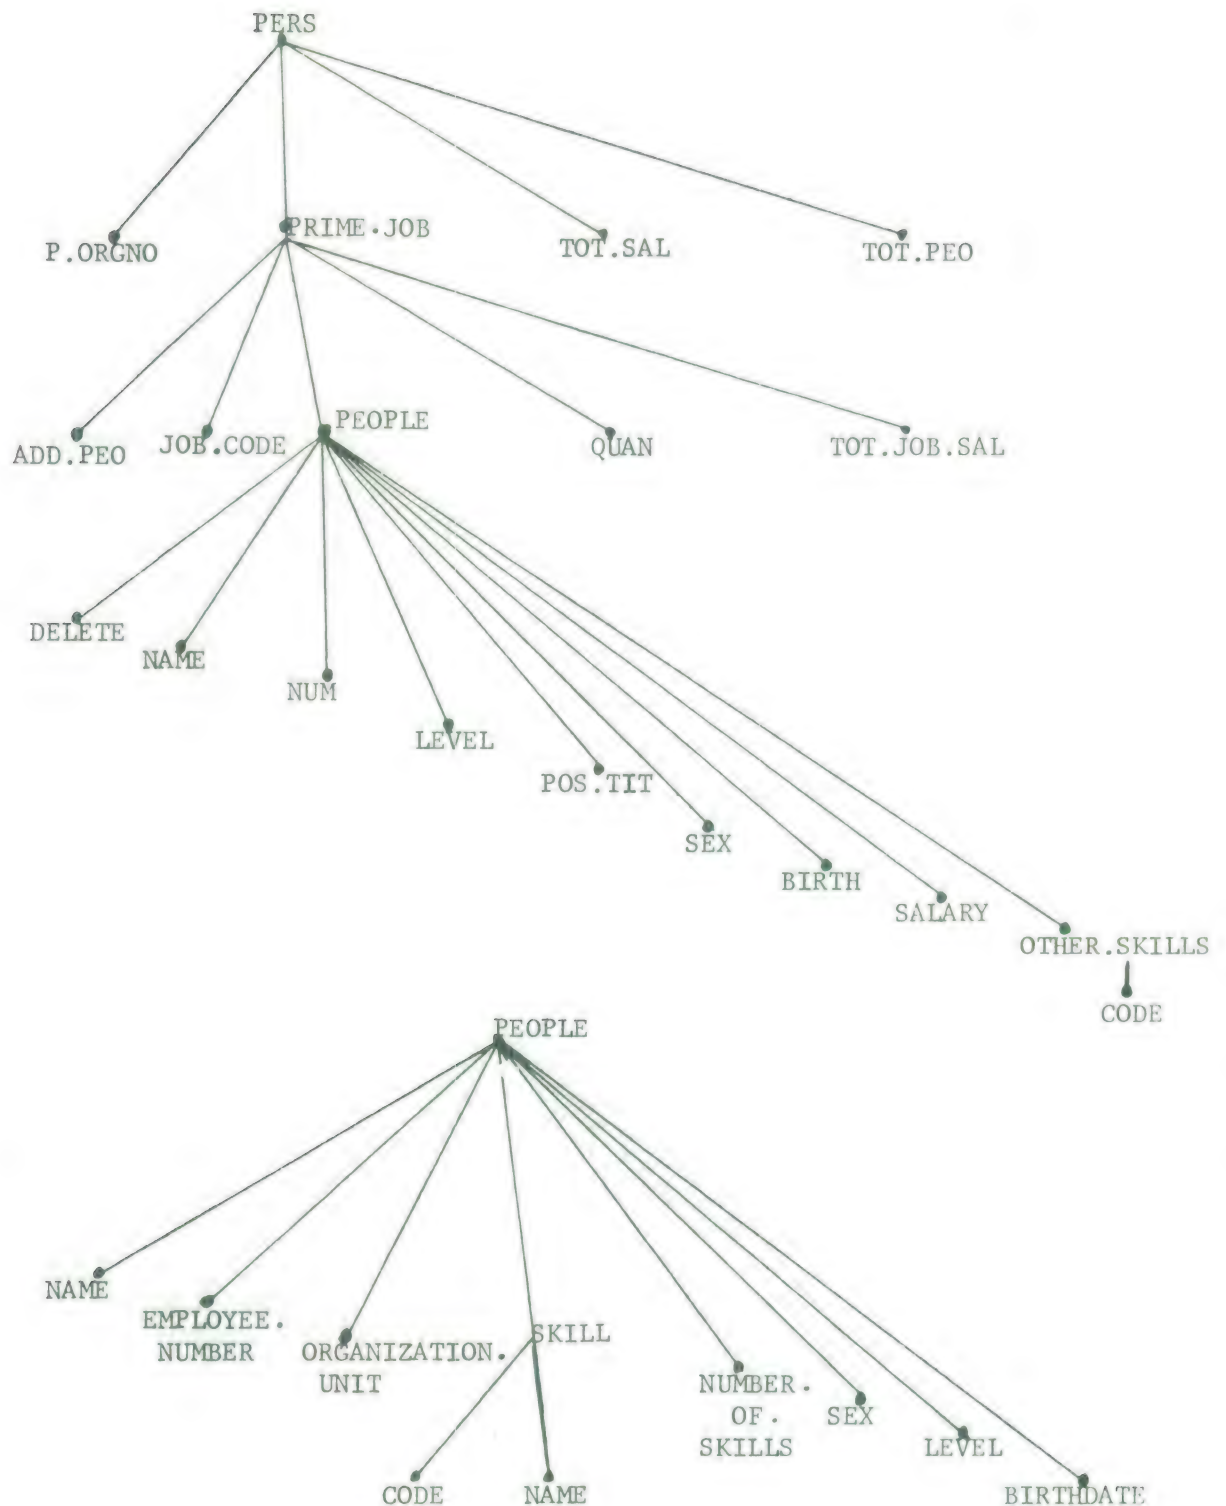 PERS
P.ORGNO
PRIME.JOB
TOT.SAL
TOT.PEO
ADD.PEO
JOB.CODE
PEOPLE
QUAN
TOT.JOB.SAL
DELETE
NAME
NUM
LEVEL
POS.TIT
SEX
BIRTH
SALARY
OTHER.SKILLS
CODE
PEOPLE
NAME
EMPLOYEE.
NUMBER
ORGANIZATION.
UNIT
SKILL
NUMBER.
OF.
SKILLS
SEX
LEVEL
BIRTHDATE
CODE
NAME